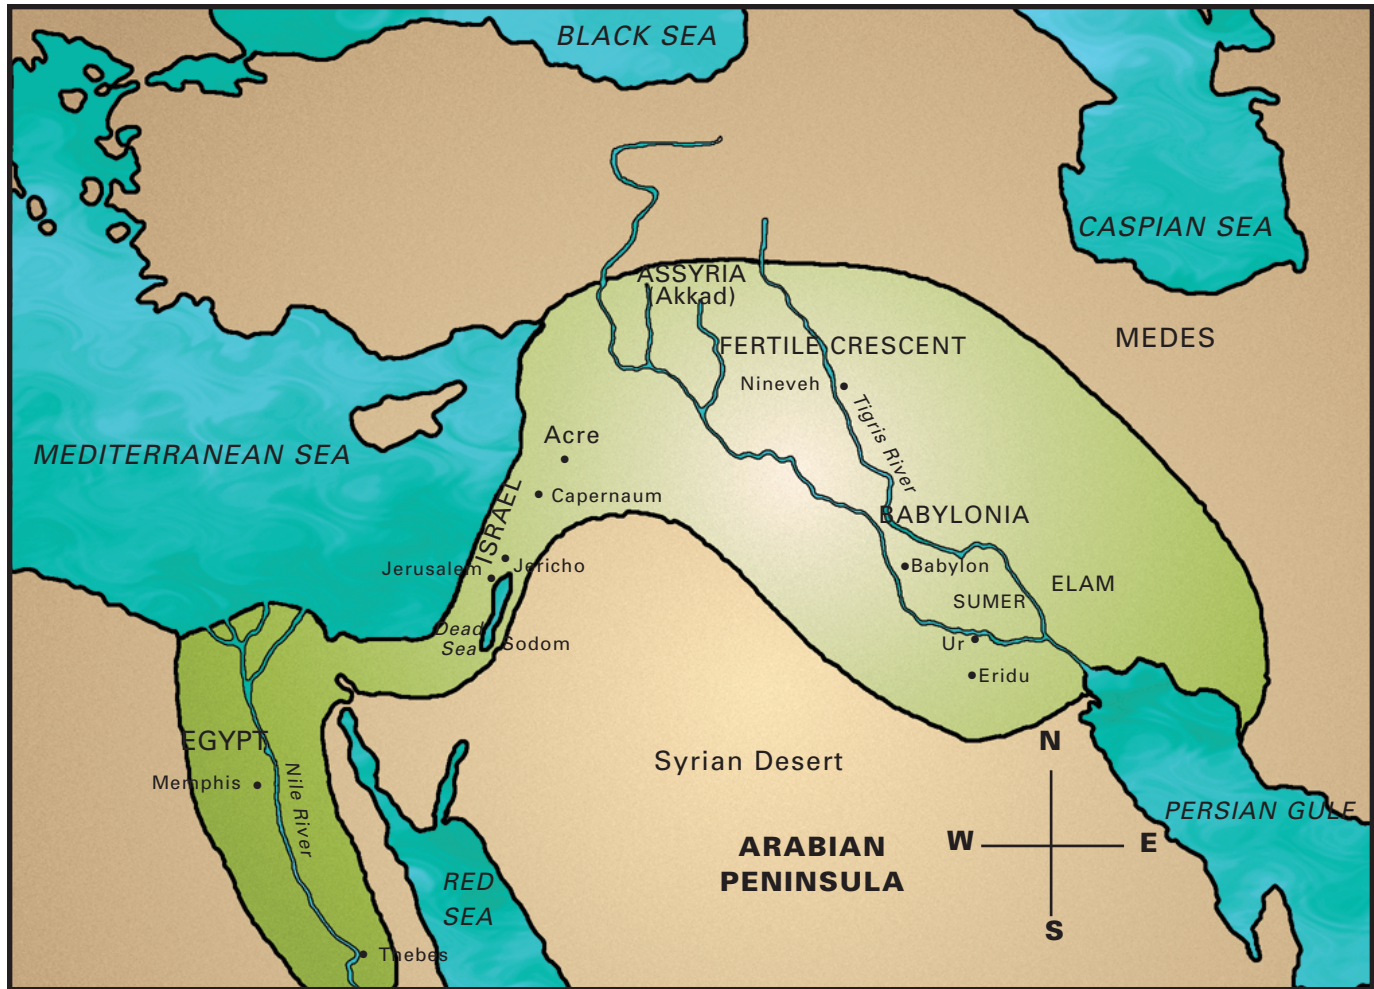 BLACK SEA
CASPIAN SEA
ASSYRIA
(Akkad)
MEDES
FERTILE CRESCENT
Nineveh
Tigris River
MEDITERRANEAN SEA
Acre
Capernaum
ISRAEL
BABYLONIA
Jerusalem
Jericho
Babylon
ELAM
SUMER
Dead
Sea
Sodom
Ur
Eridu
EGYPT
N
Syrian Desert
Memphis
Nile River
PERSIAN GULF
W
E
ARABIAN
PENINSULA
RED
SEA
S
Thebes